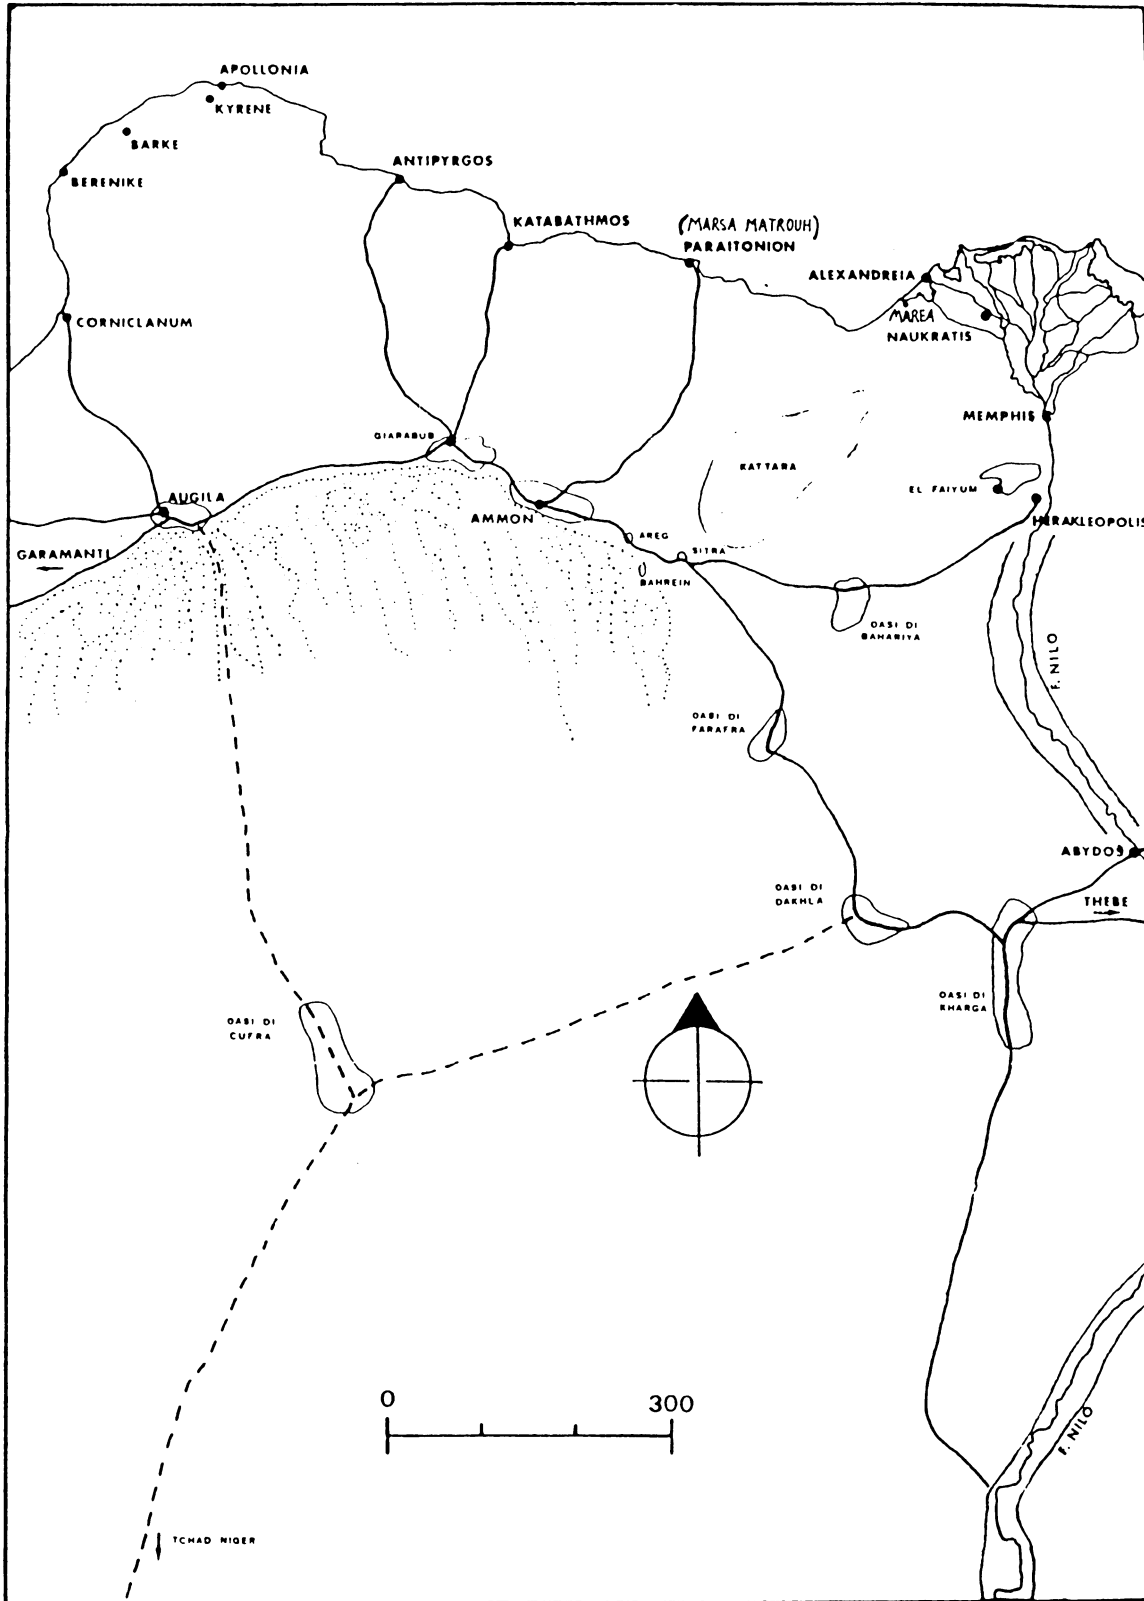 APOLLONIA
KYRENE
BARKE
BERENIKE
ANTIPYRGOS
KATABATHMOS
(MARSA MATROUH)
PARAITONION
ALEXANDREIA
MAREA
NAUKRATIS
CORNICLANUM
MEMPHIS
GIARABUB
KATTARA
EL FAIYUM
HERAKLEOPOLIS
AUGILA
AMMON
AREG
SITRA
BAHREIN
GARAMANTI
OASI DI
BAHARIYA
F. NILO
OASI DI
FARAFRA
ABYDOS
OASI DI
DAKHLA
THEBE
OASI DI
KHARGA
OASI DI
CUFRA
0 300
F. NILO
TCHAD NIGER